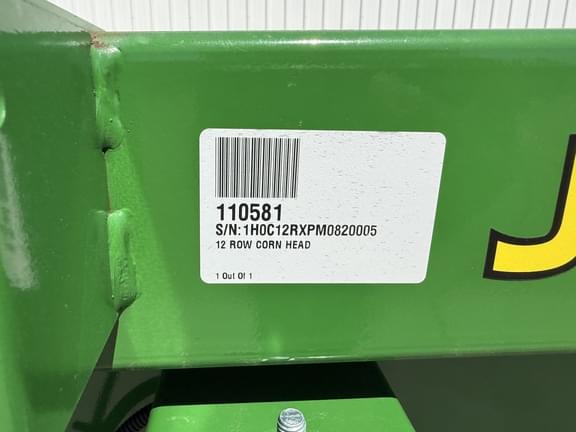 110581
S/N:1H0C12RXPM0820005
12 ROW CORN HEAD
1 Out Of 1
J